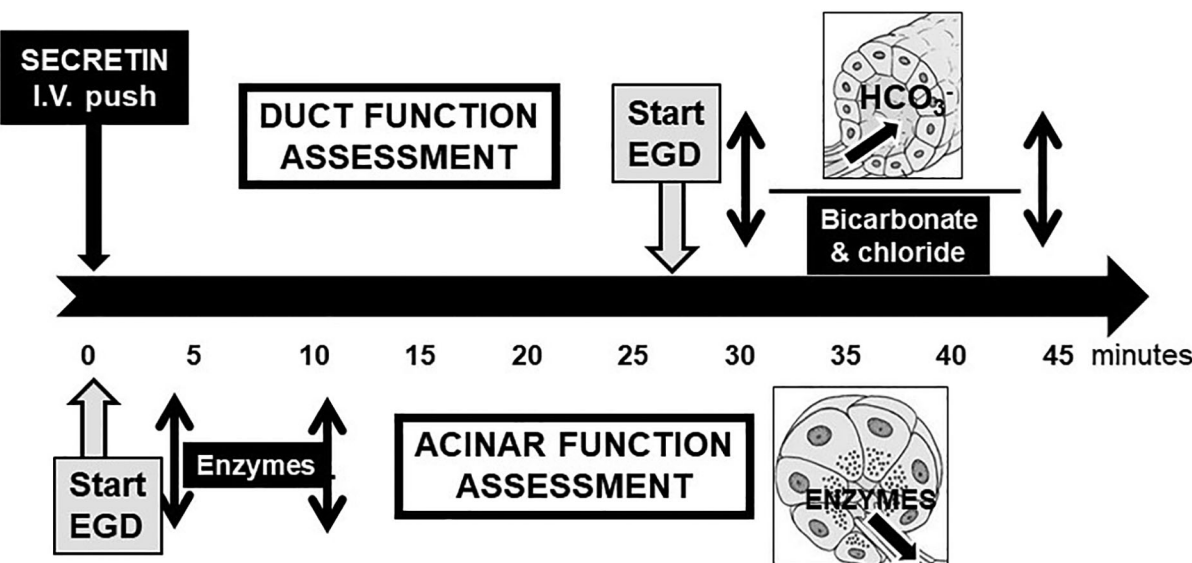 SECRETIN
I.V. push
DUCT FUNCTION
ASSESSMENT
Start
EGD
HCO₃⁻
Bicarbonate
& chloride
0 5 10 15 20 25 30 35 40 45 minutes
Start
EGD
Enzymes
ACINAR FUNCTION
ASSESSMENT
ENZYMES